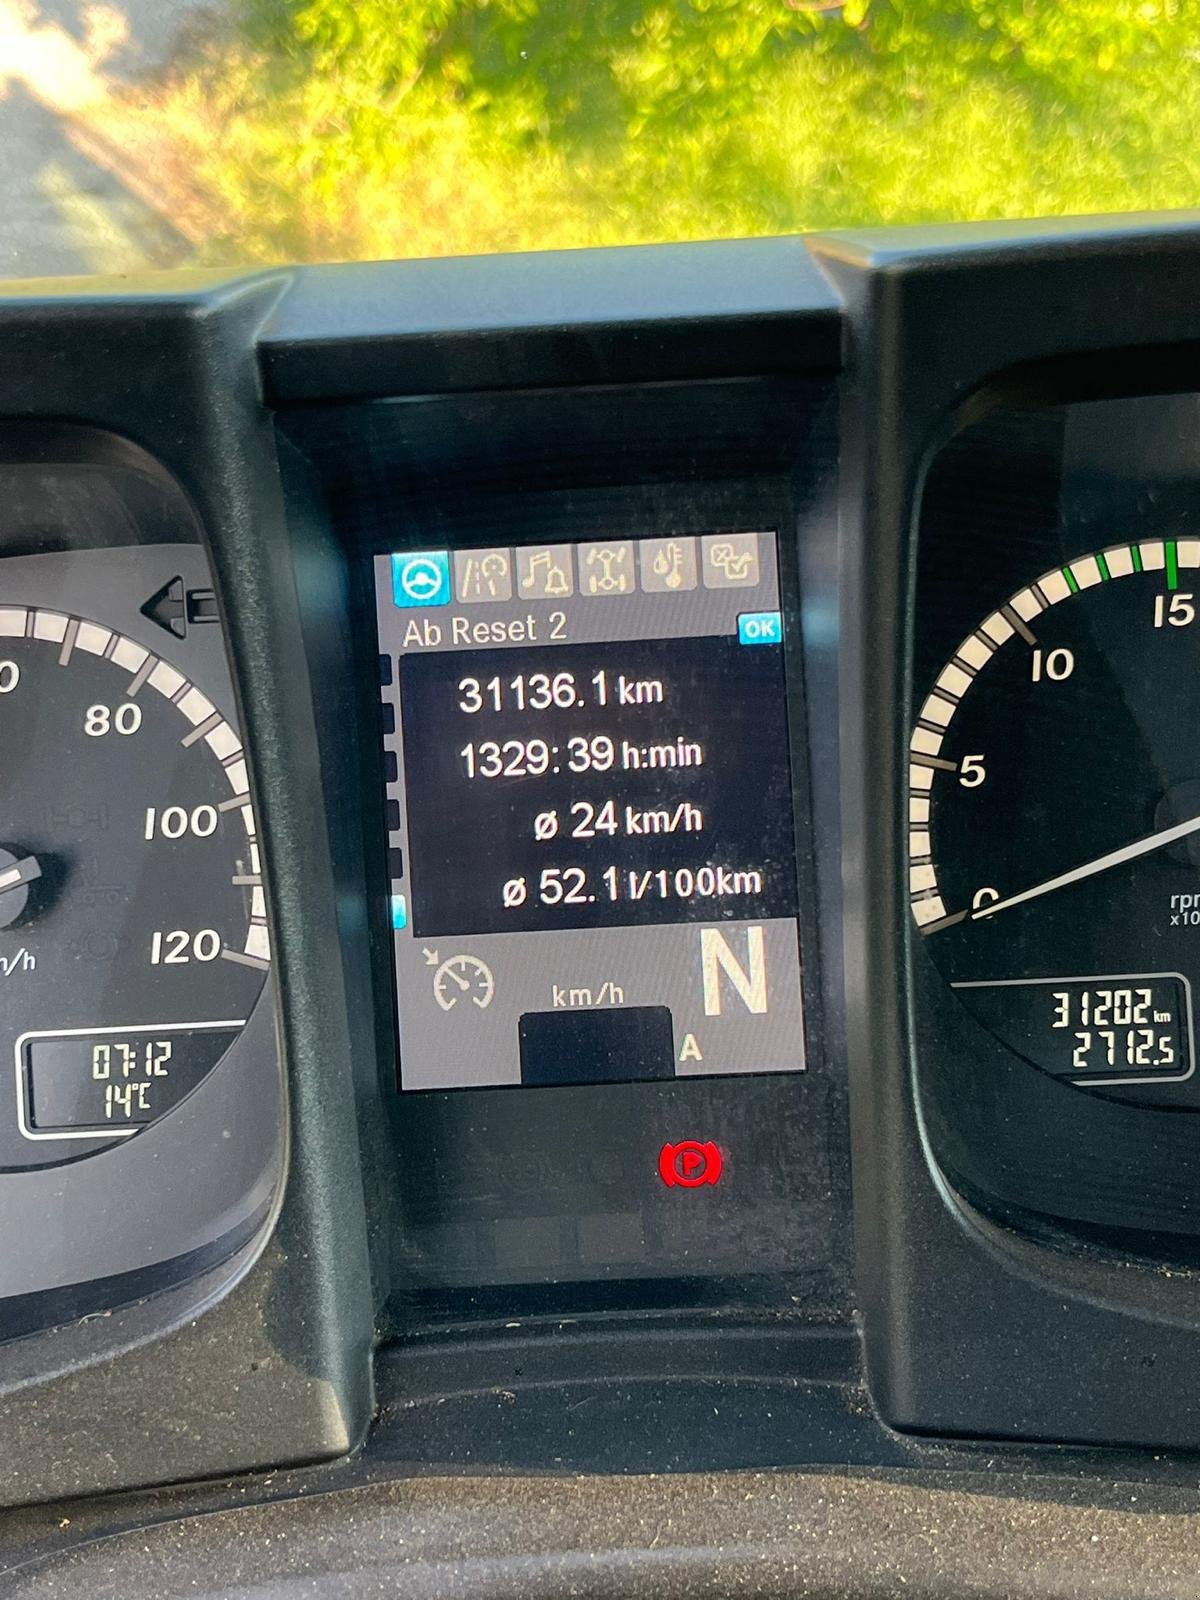 Ab Reset 2
OK
31136.1 km
1329:39 h:min
ø 24 km/h
ø 52.1 l/100km
N
km/h
A
80
100
120
07:12
14°C
15
10
5
0
31202 km
2712.5
P